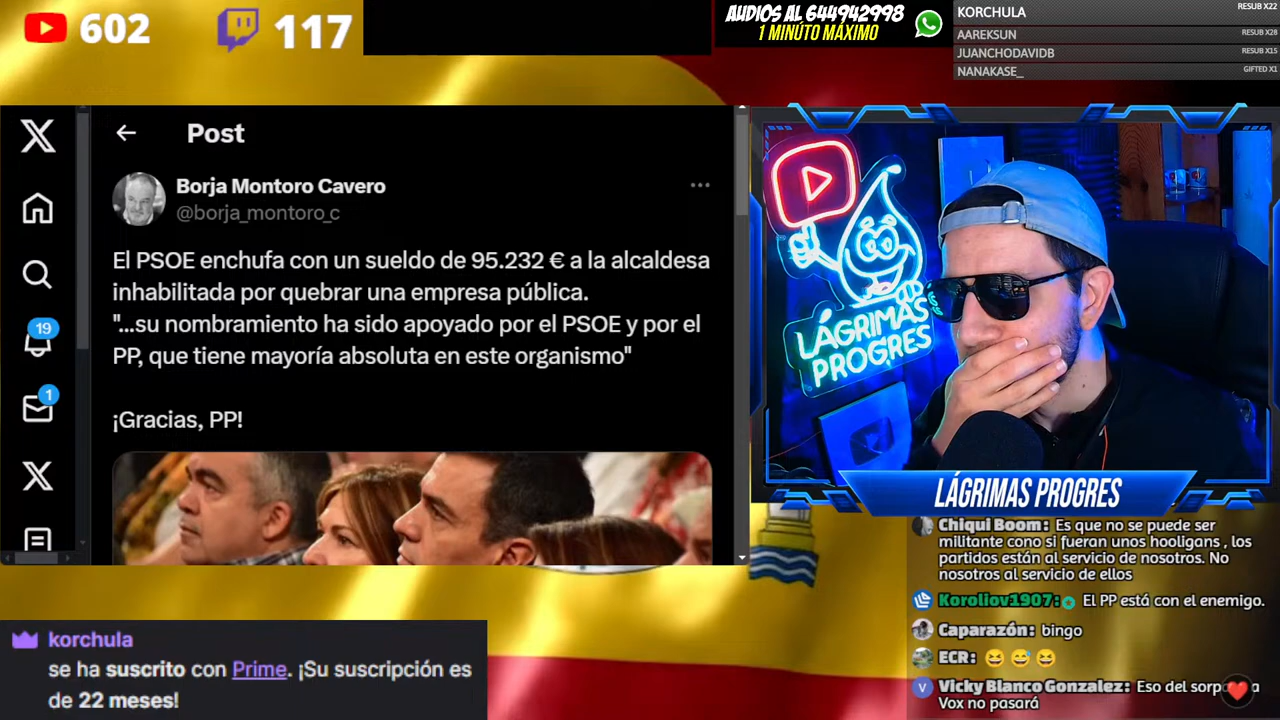 602
117
AUDIOS AL 644942998
1 MINÚTO MÁXIMO
KORCHULA RESUB X22
AAREKSUN RESUB X26
JUANCHODAVIDB RESUB X15
NANAKASE_ GIFTED X1
Post
Borja Montoro Cavero
@borja_montoro_c
El PSOE enchufa con un sueldo de 95.232 € a la alcaldesa
inhabilitada por quebrar una empresa pública.
"...su nombramiento ha sido apoyado por el PSOE y por el
PP, que tiene mayoría absoluta en este organismo"
¡Gracias, PP!
19
1
LÁGRIMAS
PROGRES
LÁGRIMAS PROGRES
Chiqui Boom: Es que no se puede ser
militante cono si fueran unos hooligans , los
partidos están al servicio de nosotros. No
nosotros al servicio de ellos
Koroliov1907: El PP está con el enemigo.
Caparazón: bingo
ECR: 😆 😅 😆
V Vicky Blanco Gonzalez: Eso del
Vox no pasará
korchula
se ha suscrito con Prime. ¡Su suscripción es
de 22 meses!